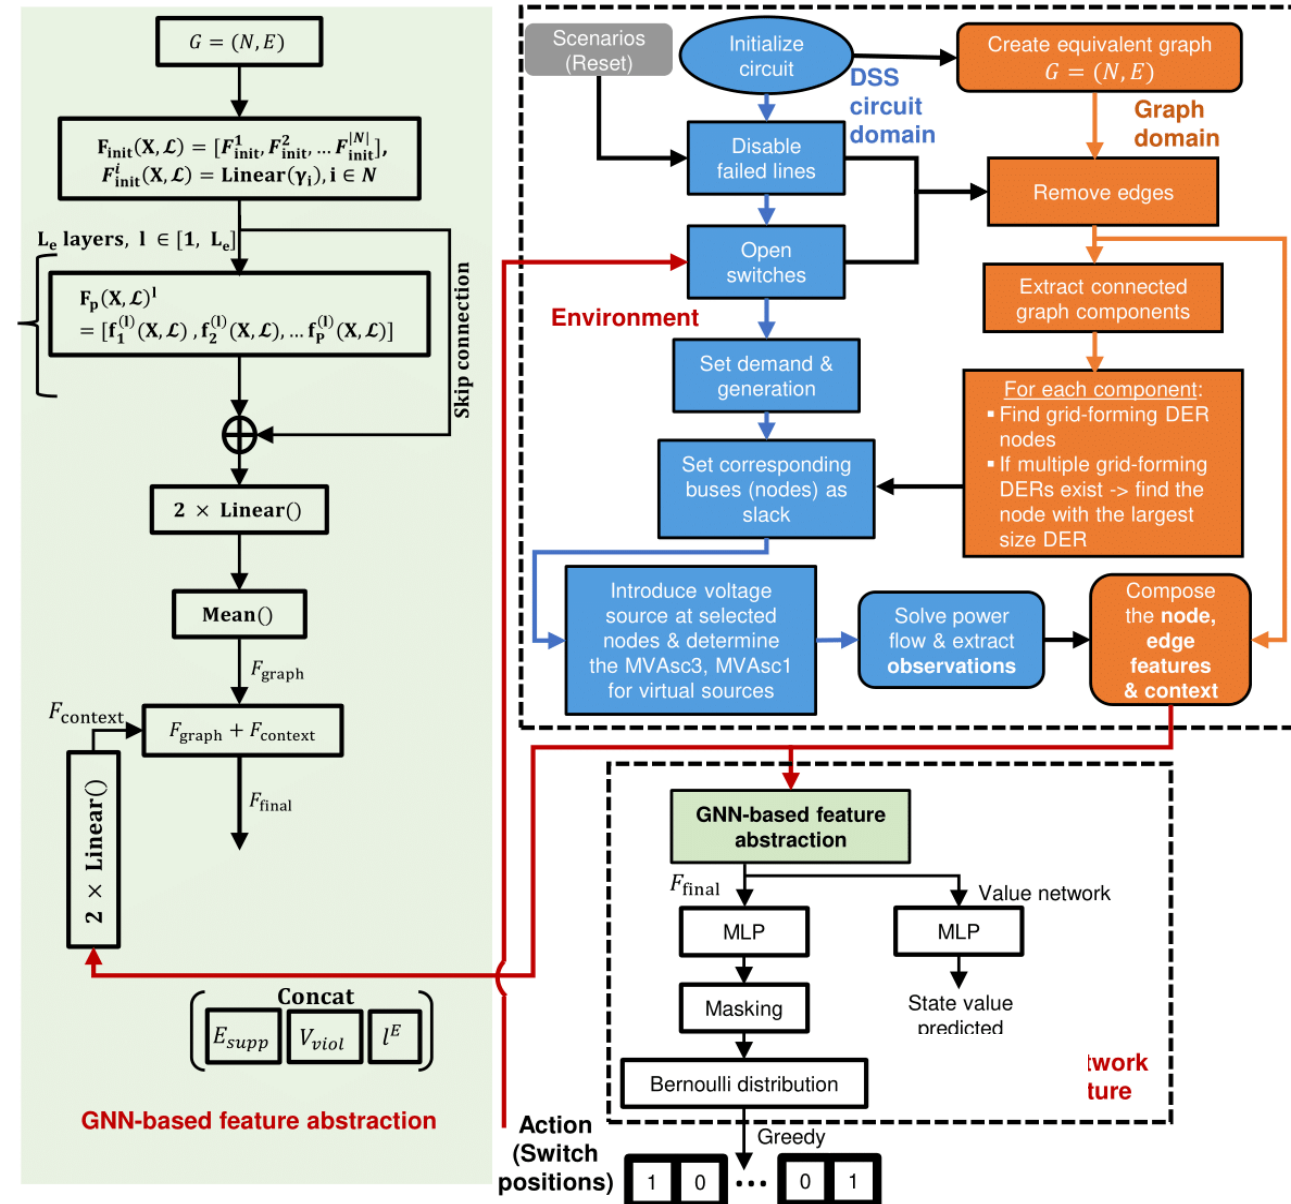 G = (N, E)
F_init(X, ℒ) = [F^1_init, F^2_init, … F^|N|_init],
F^i_init(X, ℒ) = Linear(γ_i), i ∈ N
L_e layers, l ∈ [1, L_e]
F_p(X, ℒ)^l
= [f_1^(l)(X, ℒ) , f_2^(l)(X, ℒ), … f_P^(l)(X, ℒ)]
Skip connection
2 × Linear()
Mean()
F_graph
F_context
F_graph + F_context
F_final
2 × Linear()
Concat
E_supp
V_viol
l^E
GNN-based feature abstraction
Scenarios
(Reset)
Initialize
circuit
DSS
circuit
domain
Create equivalent graph
G = (N, E)
Graph
domain
Disable
failed lines
Remove edges
Open
switches
Environment
Extract connected
graph components
Set demand &
generation
For each component:
▪ Find grid-forming DER
nodes
▪ If multiple grid-forming
DERs exist -> find the
node with the largest
size DER
Set corresponding
buses (nodes) as
slack
Introduce voltage
source at selected
nodes & determine
the MVAsc3, MVAsc1
for virtual sources
Solve power
flow & extract
observations
Compose
the node,
edge
features
& context
GNN-based feature
abstraction
F_final
Value network
MLP
MLP
Masking
State value
predicted
Bernoulli distribution
twork
ture
Action
(Switch
positions)
Greedy
1 0 ••• 0 1